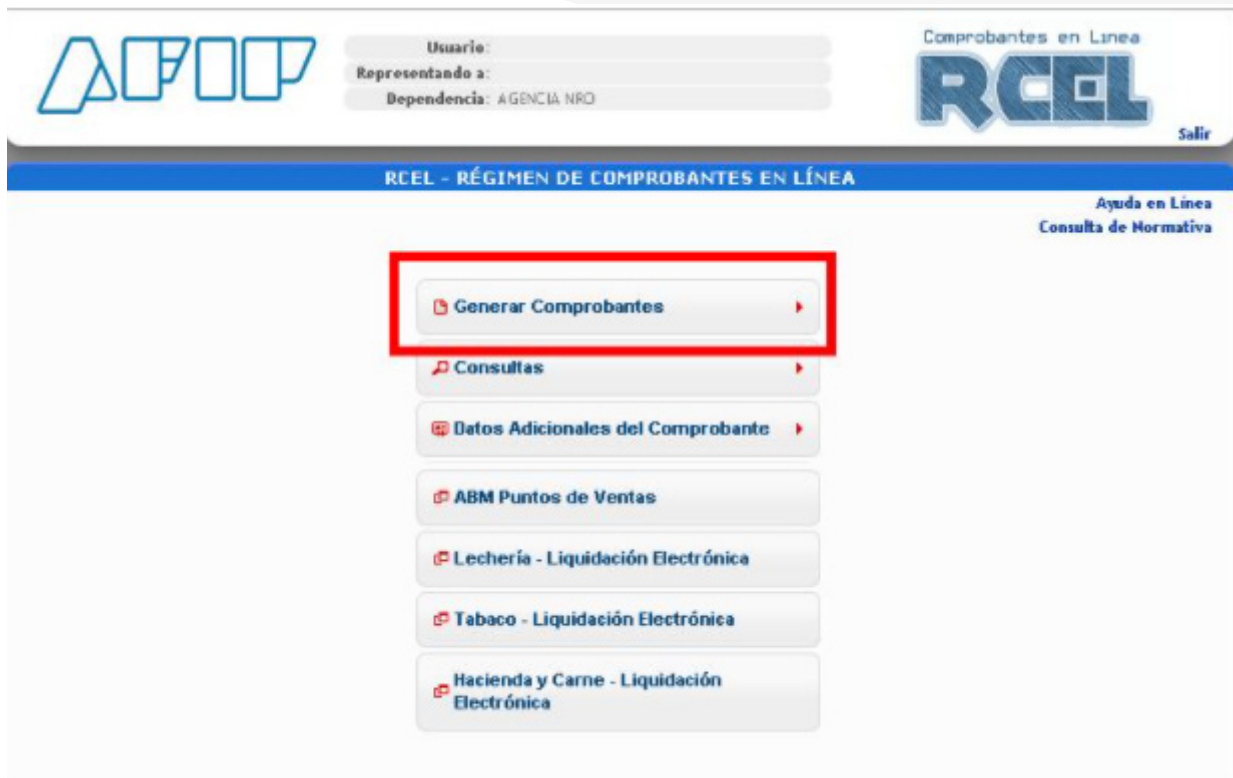 AFIP
Usuario:
Representando a:
Dependencia: AGENCIA NRO
Comprobantes en Linea
RCEL
Salir
RCEL - RÉGIMEN DE COMPROBANTES EN LÍNEA
Ayuda en Línea
Consulta de Normativa
Generar Comprobantes
Consultas
Datos Adicionales del Comprobante
ABM Puntos de Ventas
Lechería - Liquidación Electrónica
Tabaco - Liquidación Electrónica
Hacienda y Carne - Liquidación
Electrónica